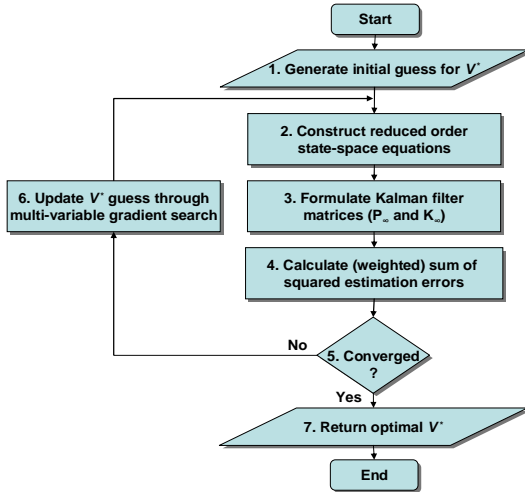 Start
1. Generate initial guess for V*
2. Construct reduced order
state-space equations
3. Formulate Kalman filter
matrices (P∞ and K∞)
4. Calculate (weighted) sum of
squared estimation errors
5. Converged
?
No
6. Update V* guess through
multi-variable gradient search
Yes
7. Return optimal V*
End